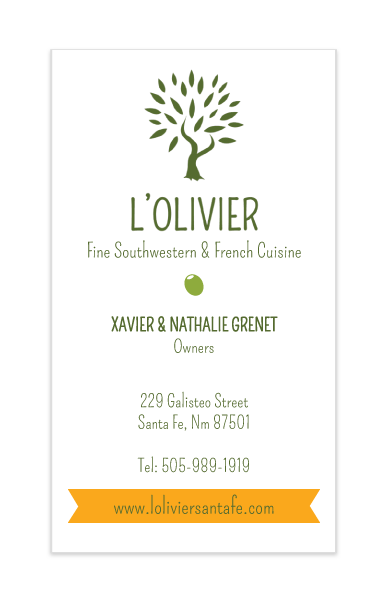 L'OLIVIER
Fine Southwestern & French Cuisine
XAVIER & NATHALIE GRENET
Owners
229 Galisteo Street
Santa Fe, Nm 87501
Tel: 505-989-1919
www.loliviersantafe.com